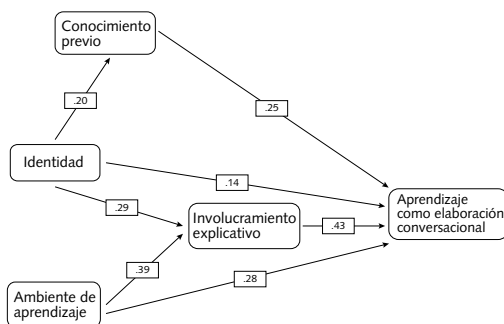 Conocimiento
previo
.20
.25
Identidad
.14
.29
Involucramiento
explicativo
.43
Aprendizaje
como elaboración
conversacional
.39
.28
Ambiente de
aprendizaje